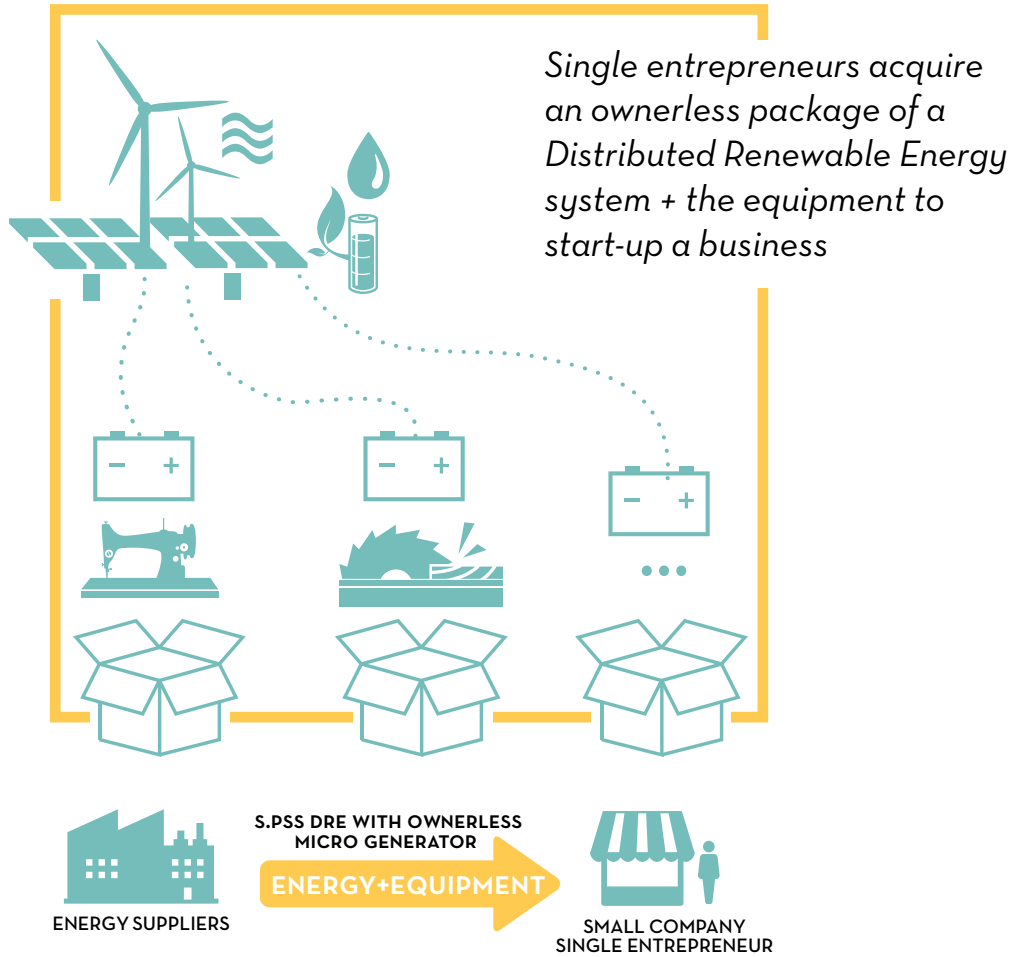 Single entrepreneurs acquire
an ownerless package of a
Distributed Renewable Energy
system + the equipment to
start-up a business
S.PSS DRE WITH OWNERLESS
MICRO GENERATOR
ENERGY+EQUIPMENT
ENERGY SUPPLIERS
SMALL COMPANY
SINGLE ENTREPRENEUR